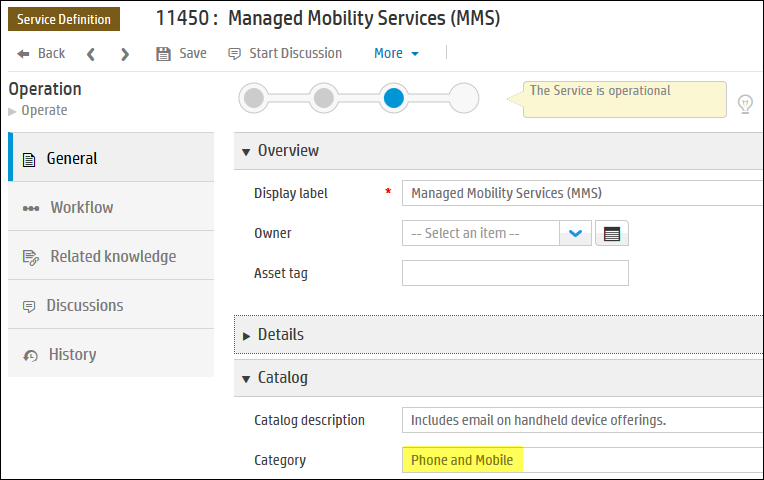 Service Definition 11450 : Managed Mobility Services (MMS)
Back Save Start Discussion More
Operation
Operate
The Service is operational
General
Workflow
Related knowledge
Discussions
History
Overview
Display label * Managed Mobility Services (MMS)
Owner -- Select an item --
Asset tag
Details
Catalog
Catalog description Includes email on handheld device offerings.
Category Phone and Mobile